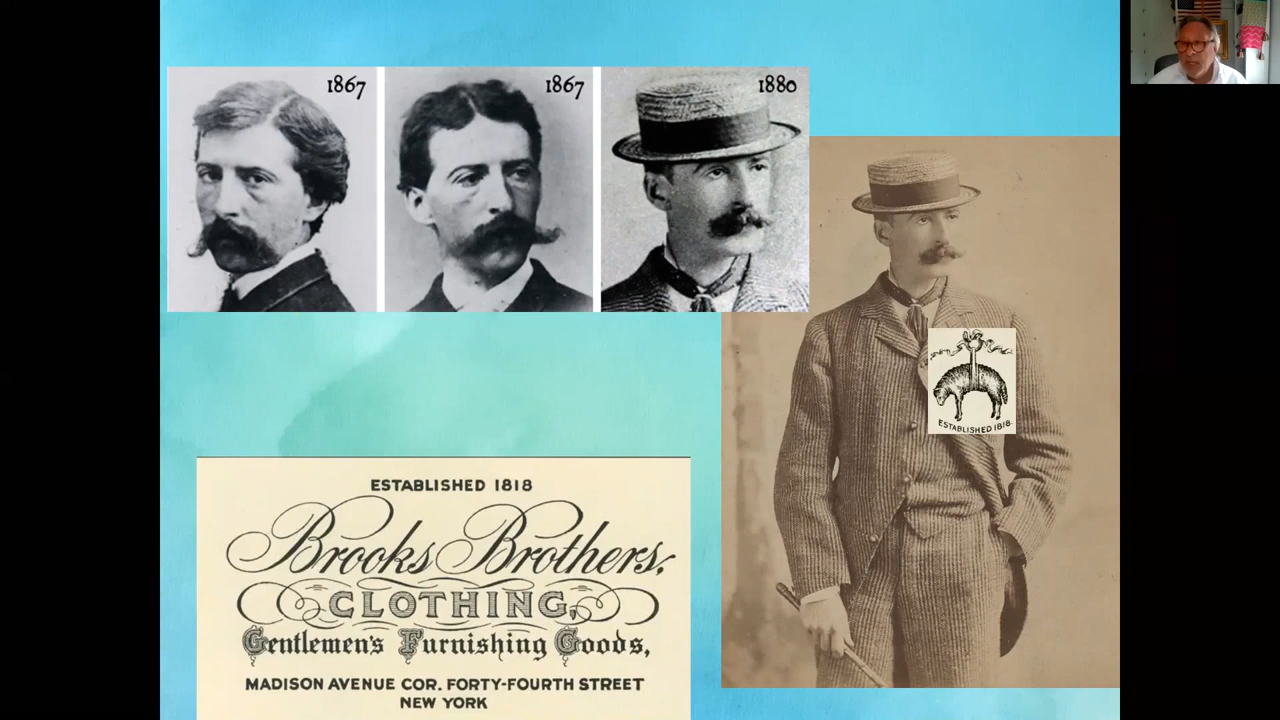 1867
1867
1880
ESTABLISHED 1818.
ESTABLISHED 1818
Brooks Brothers,
CLOTHING,
Gentlemen's Furnishing Goods,
MADISON AVENUE COR. FORTY-FOURTH STREET
NEW YORK